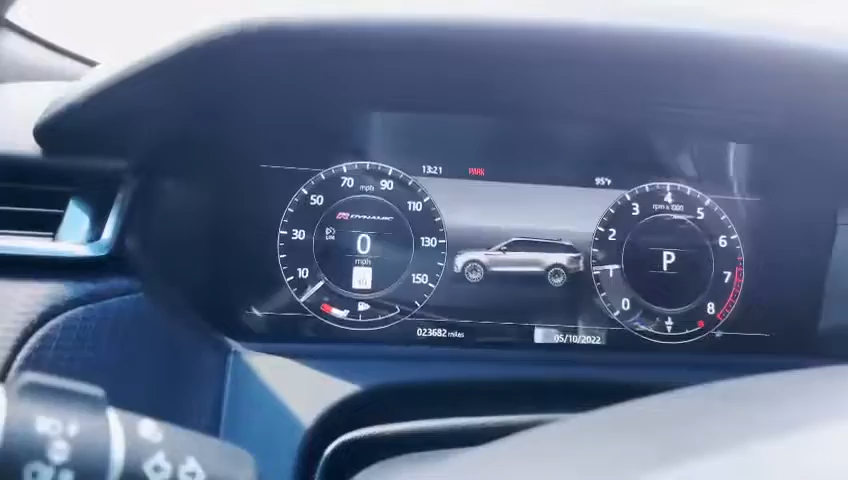 13:21 PARK 95°F
70 mph 90
50 110
30 130
10 150
R DYNAMIC
LIM
0
mph
4
3 5
rpm x 1000
2 6
1 7
0 8
P
023682 miles
05/10/2022